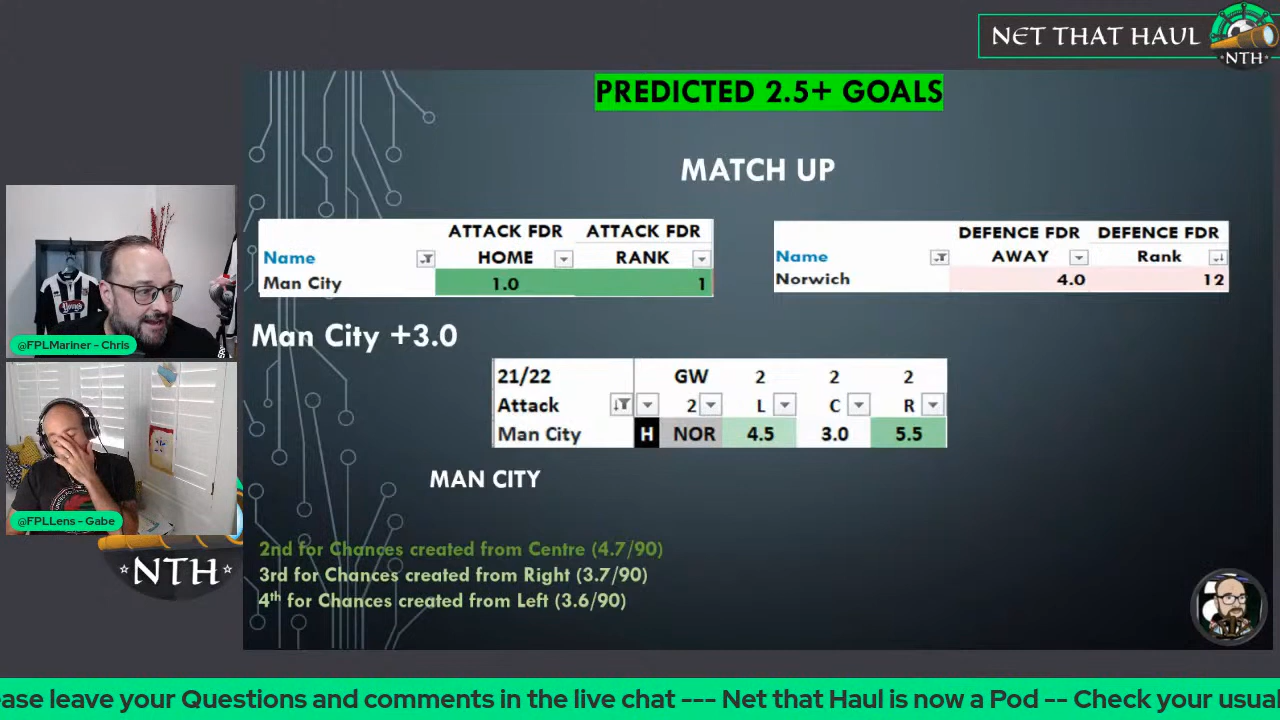 NET THAT HAUL
NTH
PREDICTED 2.5+ GOALS
MATCH UP
ATTACK FDR ATTACK FDR
Name HOME RANK
Man City 1.0 1
DEFENCE FDR DEFENCE FDR
Name AWAY Rank
Norwich 4.0 12
Man City +3.0
21/22 GW 2 2 2
Attack 2 L C R
Man City H NOR 4.5 3.0 5.5
MAN CITY
2nd for Chances created from Centre (4.7/90)
3rd for Chances created from Right (3.7/90)
4th for Chances created from Left (3.6/90)
@FPLMariner - Chris
@FPLLens - Gabe
NTH
ease leave your Questions and comments in the live chat --- Net that Haul is now a Pod -- Check your usual